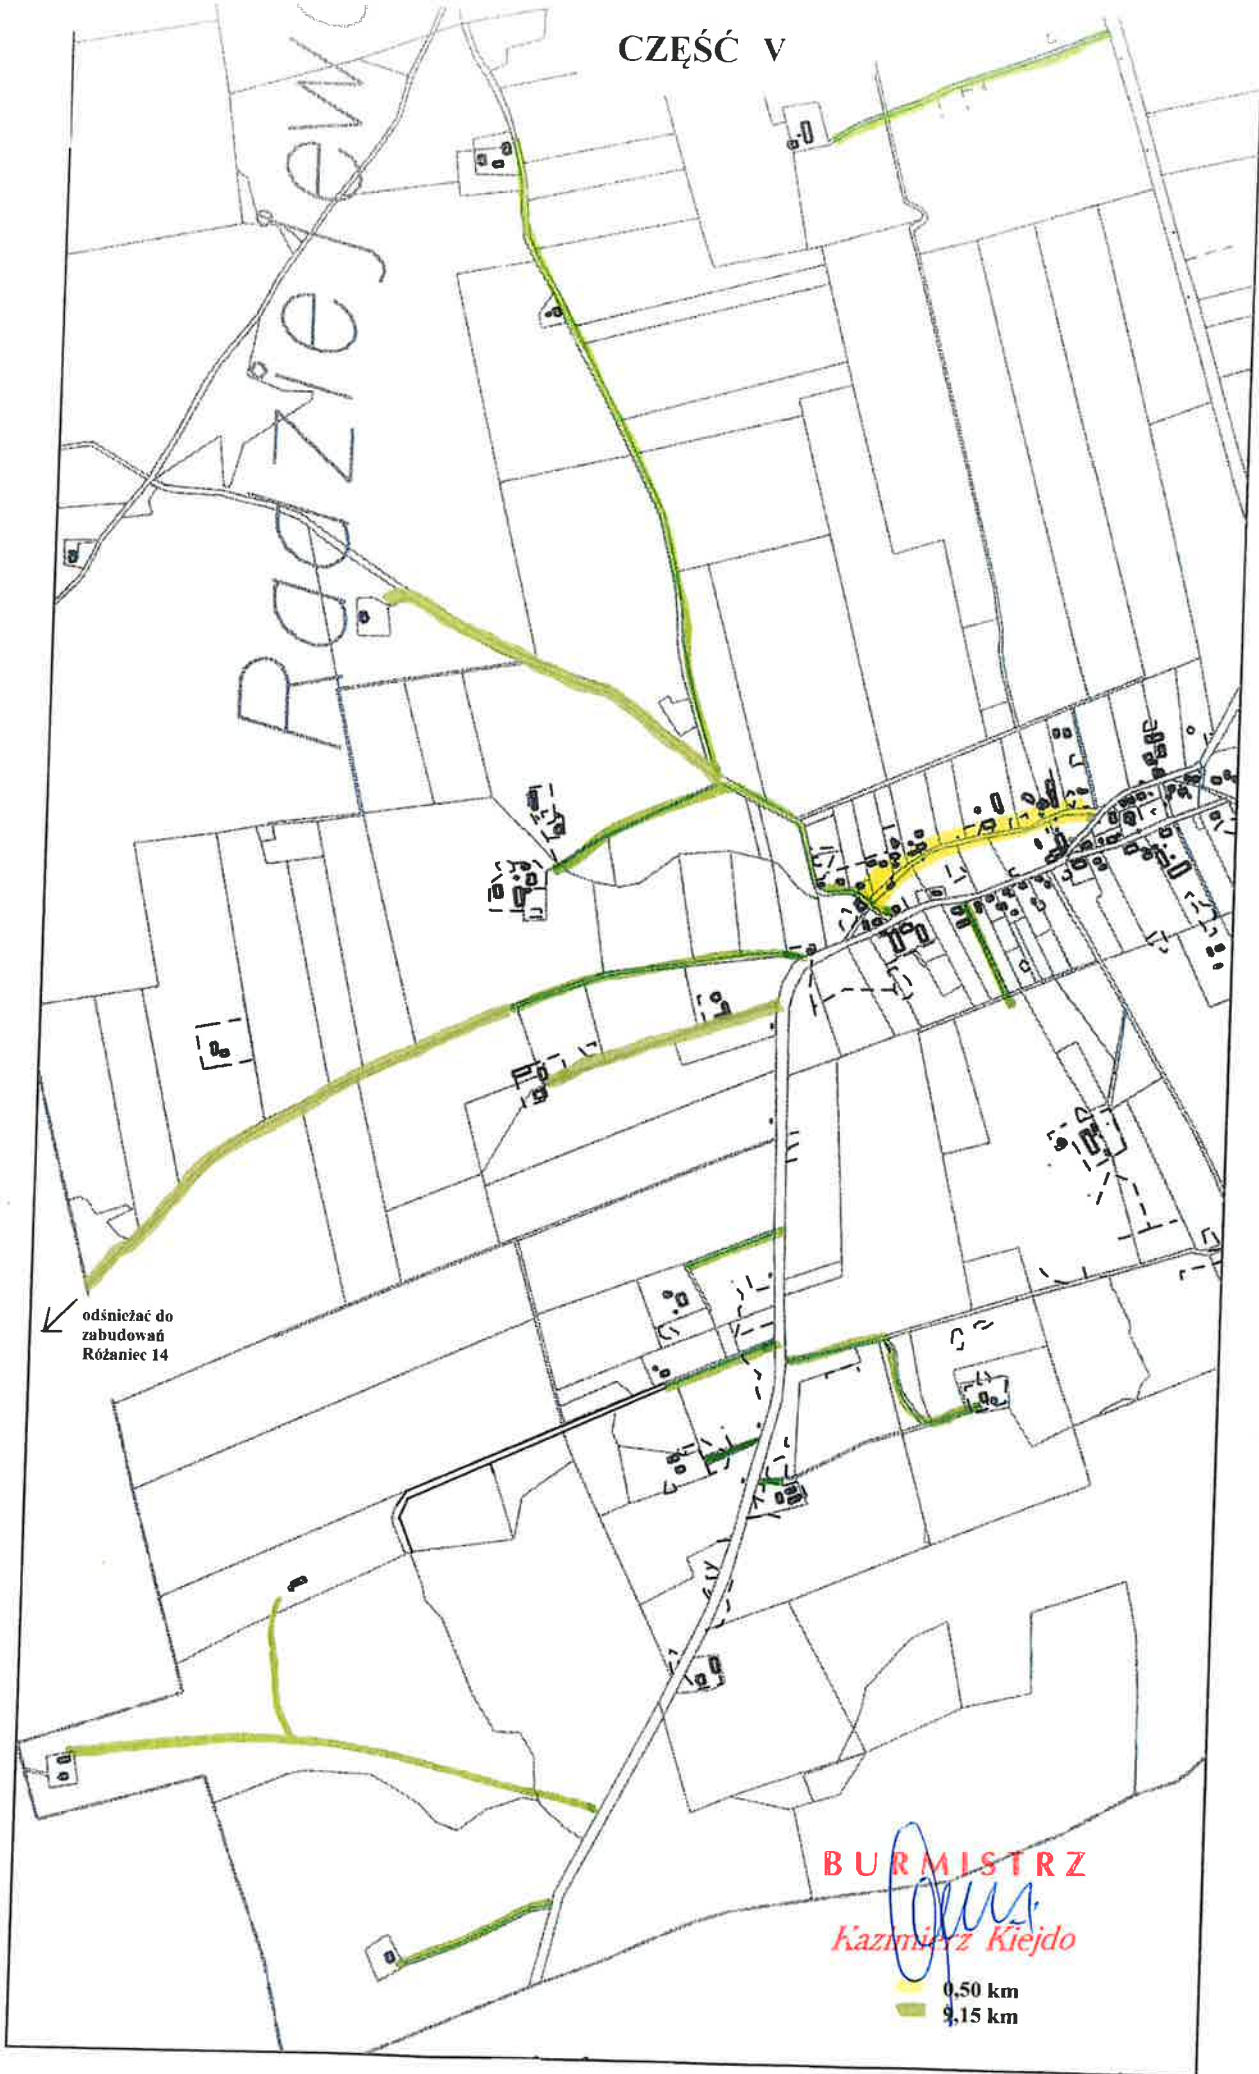 CZĘŚĆ V
Radziejewo
odśnieżać do
zabudowań
Różaniec 14
BURMISTRZ
Kazimierz Kiejdo
0,50 km
9,15 km